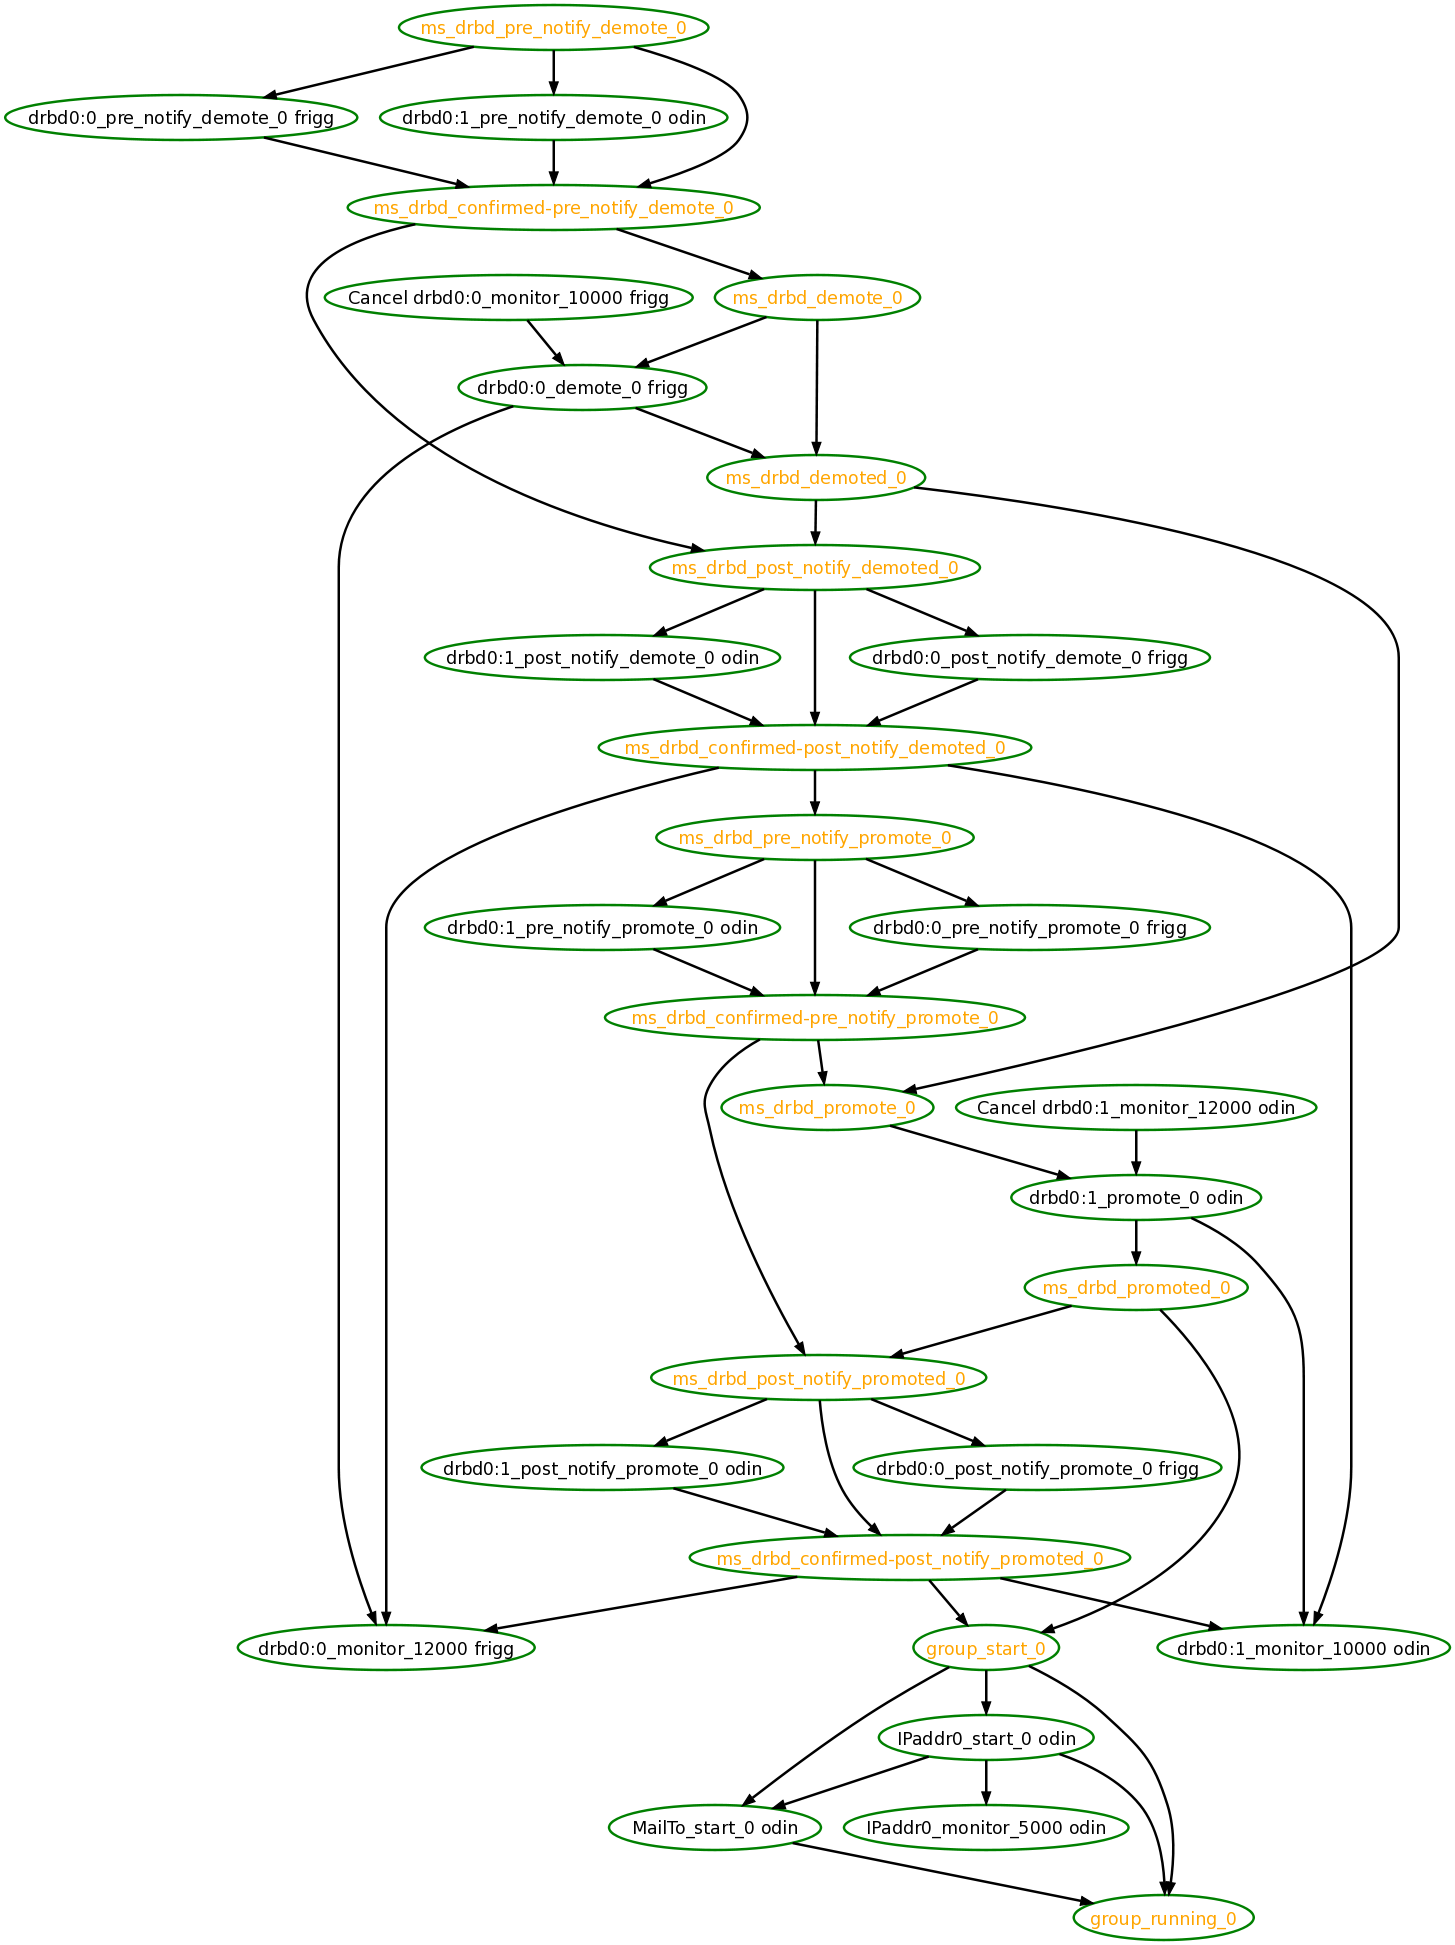 ms_drbd_pre_notify_demote_0
drbd0:0_pre_notify_demote_0 frigg
drbd0:1_pre_notify_demote_0 odin
ms_drbd_confirmed-pre_notify_demote_0
Cancel drbd0:0_monitor_10000 frigg
ms_drbd_demote_0
drbd0:0_demote_0 frigg
ms_drbd_demoted_0
ms_drbd_post_notify_demoted_0
drbd0:1_post_notify_demote_0 odin
drbd0:0_post_notify_demote_0 frigg
ms_drbd_confirmed-post_notify_demoted_0
ms_drbd_pre_notify_promote_0
drbd0:1_pre_notify_promote_0 odin
drbd0:0_pre_notify_promote_0 frigg
ms_drbd_confirmed-pre_notify_promote_0
ms_drbd_promote_0
Cancel drbd0:1_monitor_12000 odin
drbd0:1_promote_0 odin
ms_drbd_promoted_0
ms_drbd_post_notify_promoted_0
drbd0:1_post_notify_promote_0 odin
drbd0:0_post_notify_promote_0 frigg
ms_drbd_confirmed-post_notify_promoted_0
drbd0:0_monitor_12000 frigg
group_start_0
drbd0:1_monitor_10000 odin
IPaddr0_start_0 odin
MailTo_start_0 odin
IPaddr0_monitor_5000 odin
group_running_0